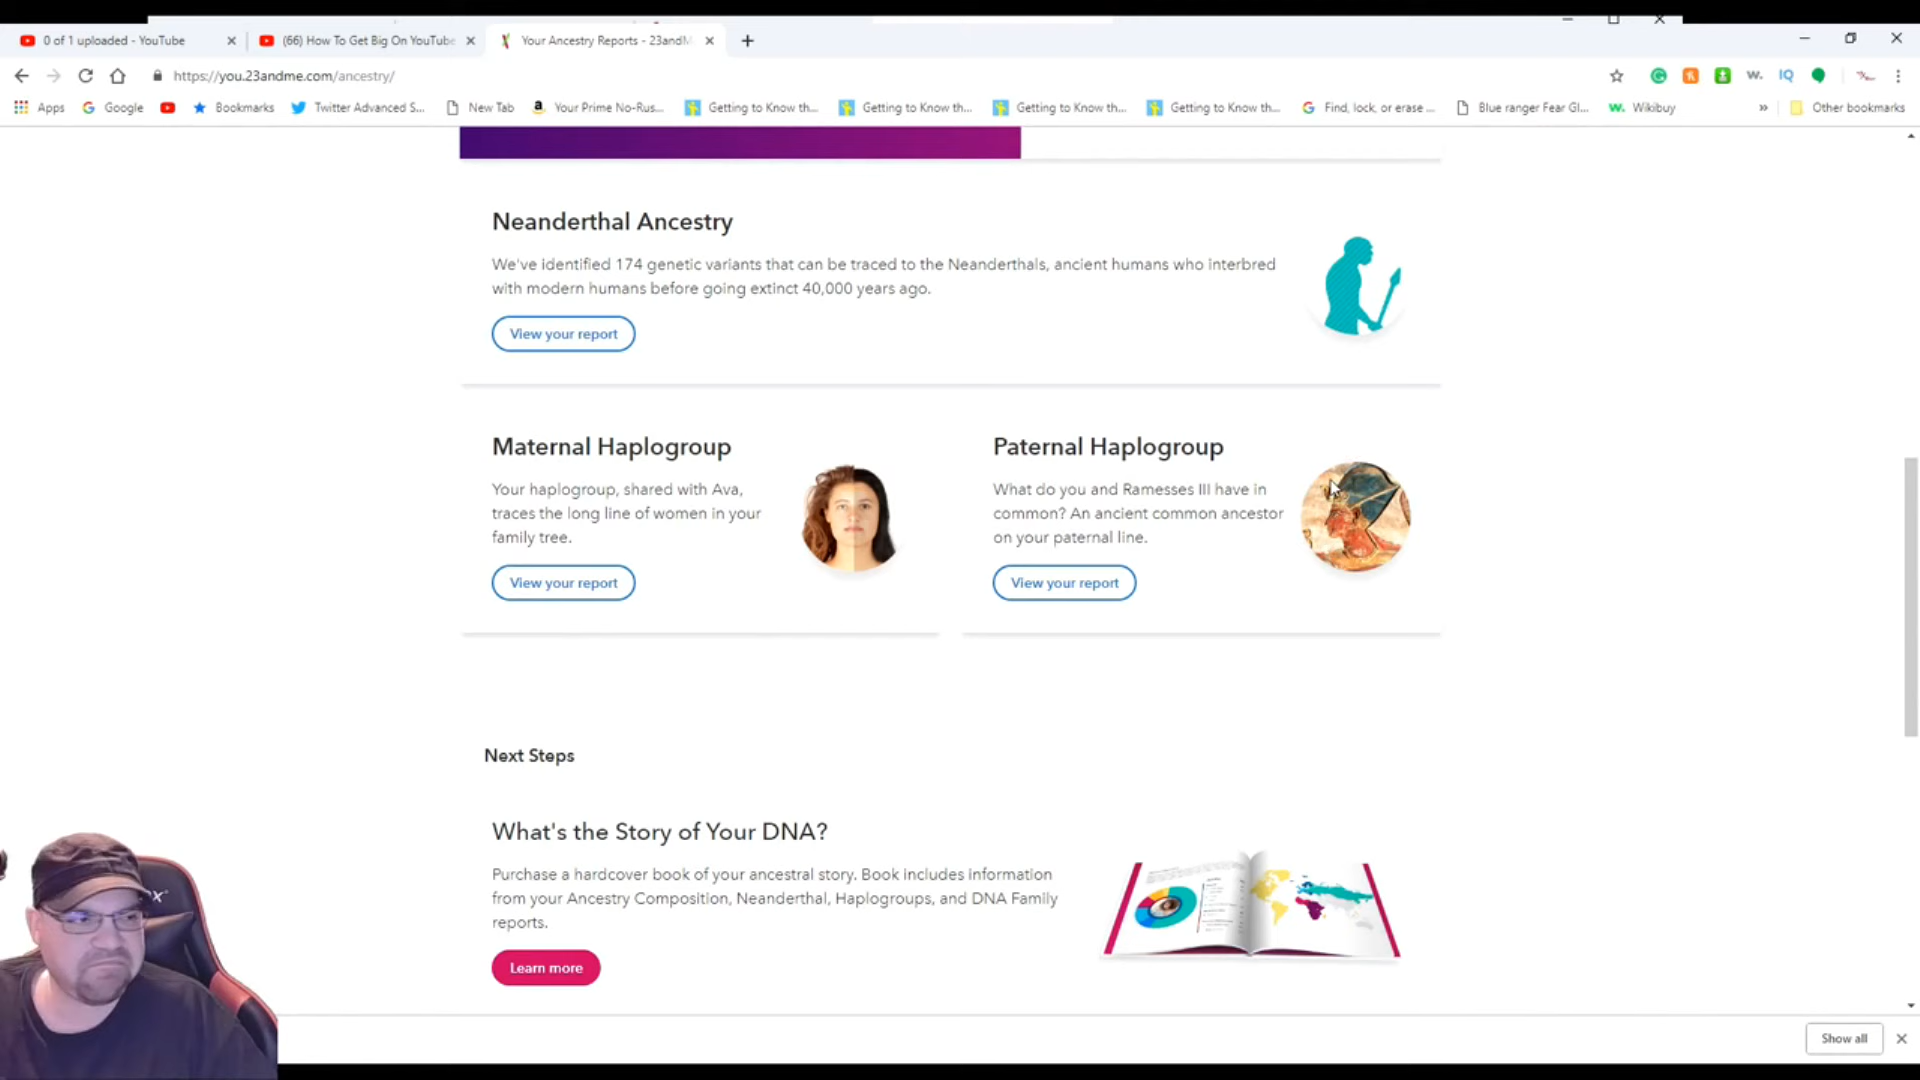 0 of 1 uploaded - YouTube
(66) How To Get Big On YouTube
Your Ancestry Reports - 23andM
https://you.23andme.com/ancestry/
IQ
Apps
Google
Bookmarks
Twitter Advanced S...
New Tab
Your Prime No-Rus...
Getting to Know th...
Getting to Know th...
Getting to Know th...
Getting to Know th...
Find, lock, or erase ...
Blue ranger Fear Gl...
Wikibuy
Other bookmarks
Neanderthal Ancestry
We've identified 174 genetic variants that can be traced to the Neanderthals, ancient humans who interbred
with modern humans before going extinct 40,000 years ago.
View your report
Maternal Haplogroup
Your haplogroup, shared with Ava,
traces the long line of women in your
family tree.
View your report
Paternal Haplogroup
What do you and Ramesses III have in
common? An ancient common ancestor
on your paternal line.
View your report
Next Steps
What's the Story of Your DNA?
Purchase a hardcover book of your ancestral story. Book includes information
from your Ancestry Composition, Neanderthal, Haplogroups, and DNA Family
reports.
Learn more
Show all